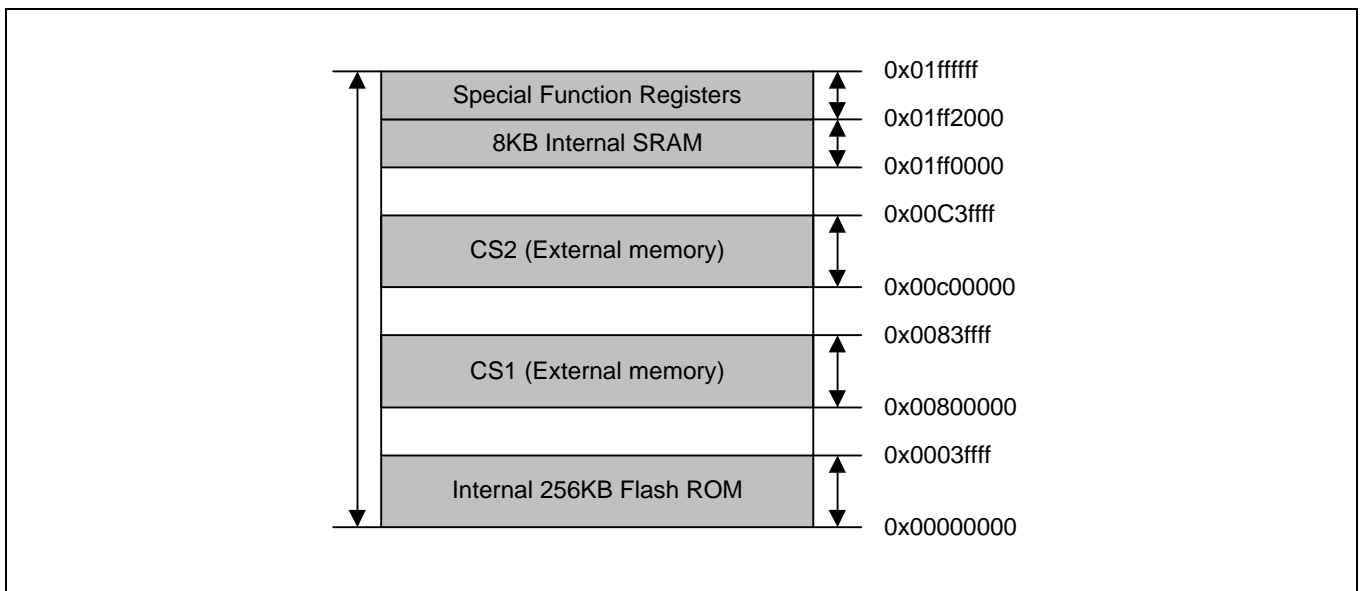 0x01ffffff
Special Function Registers
0x01ff2000
8KB Internal SRAM
0x01ff0000
0x00C3ffff
CS2 (External memory)
0x00c00000
0x0083ffff
CS1 (External memory)
0x00800000
0x0003ffff
Internal 256KB Flash ROM
0x00000000